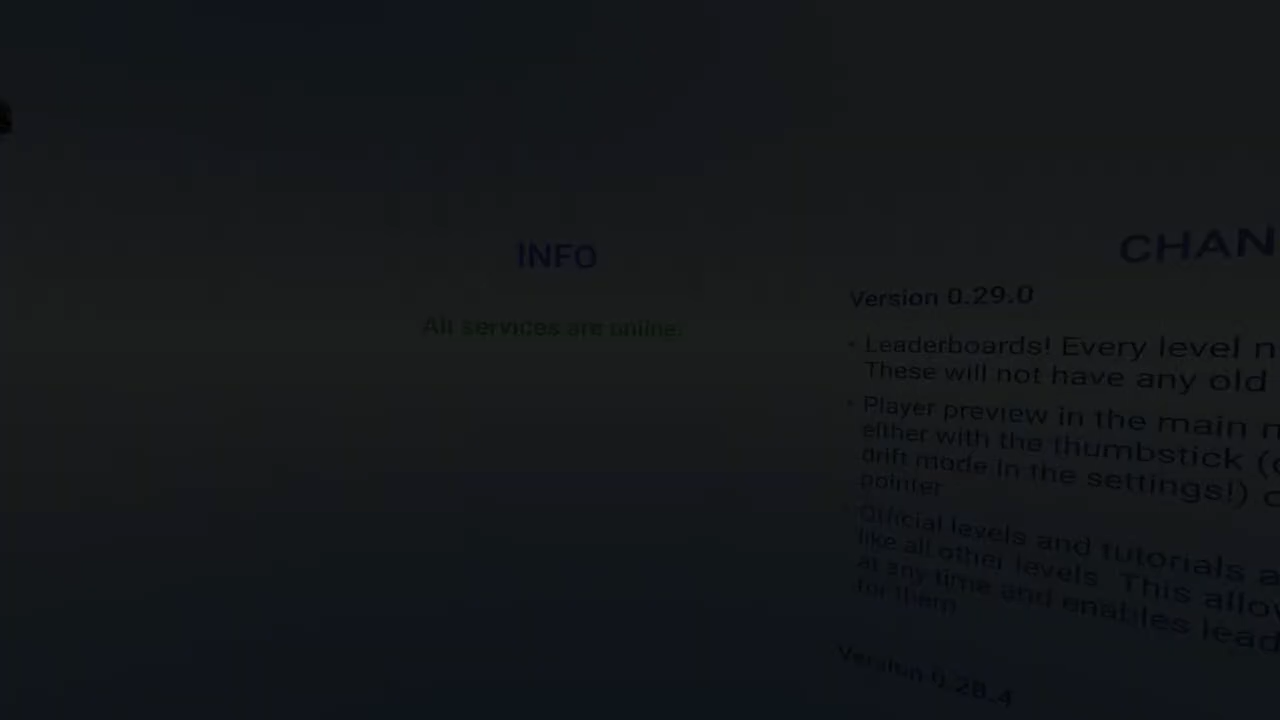 INFO
All services are online.
CHAN
Version 0.29.0
• Leaderboards! Every level n
These will not have any old
• Player preview in the main
either with the thumbstick (
drift mode in the settings!)
pointer
Official levels and tutorials
like all other levels. This allo
at any time and enables lead
for them
Version 0.28.4